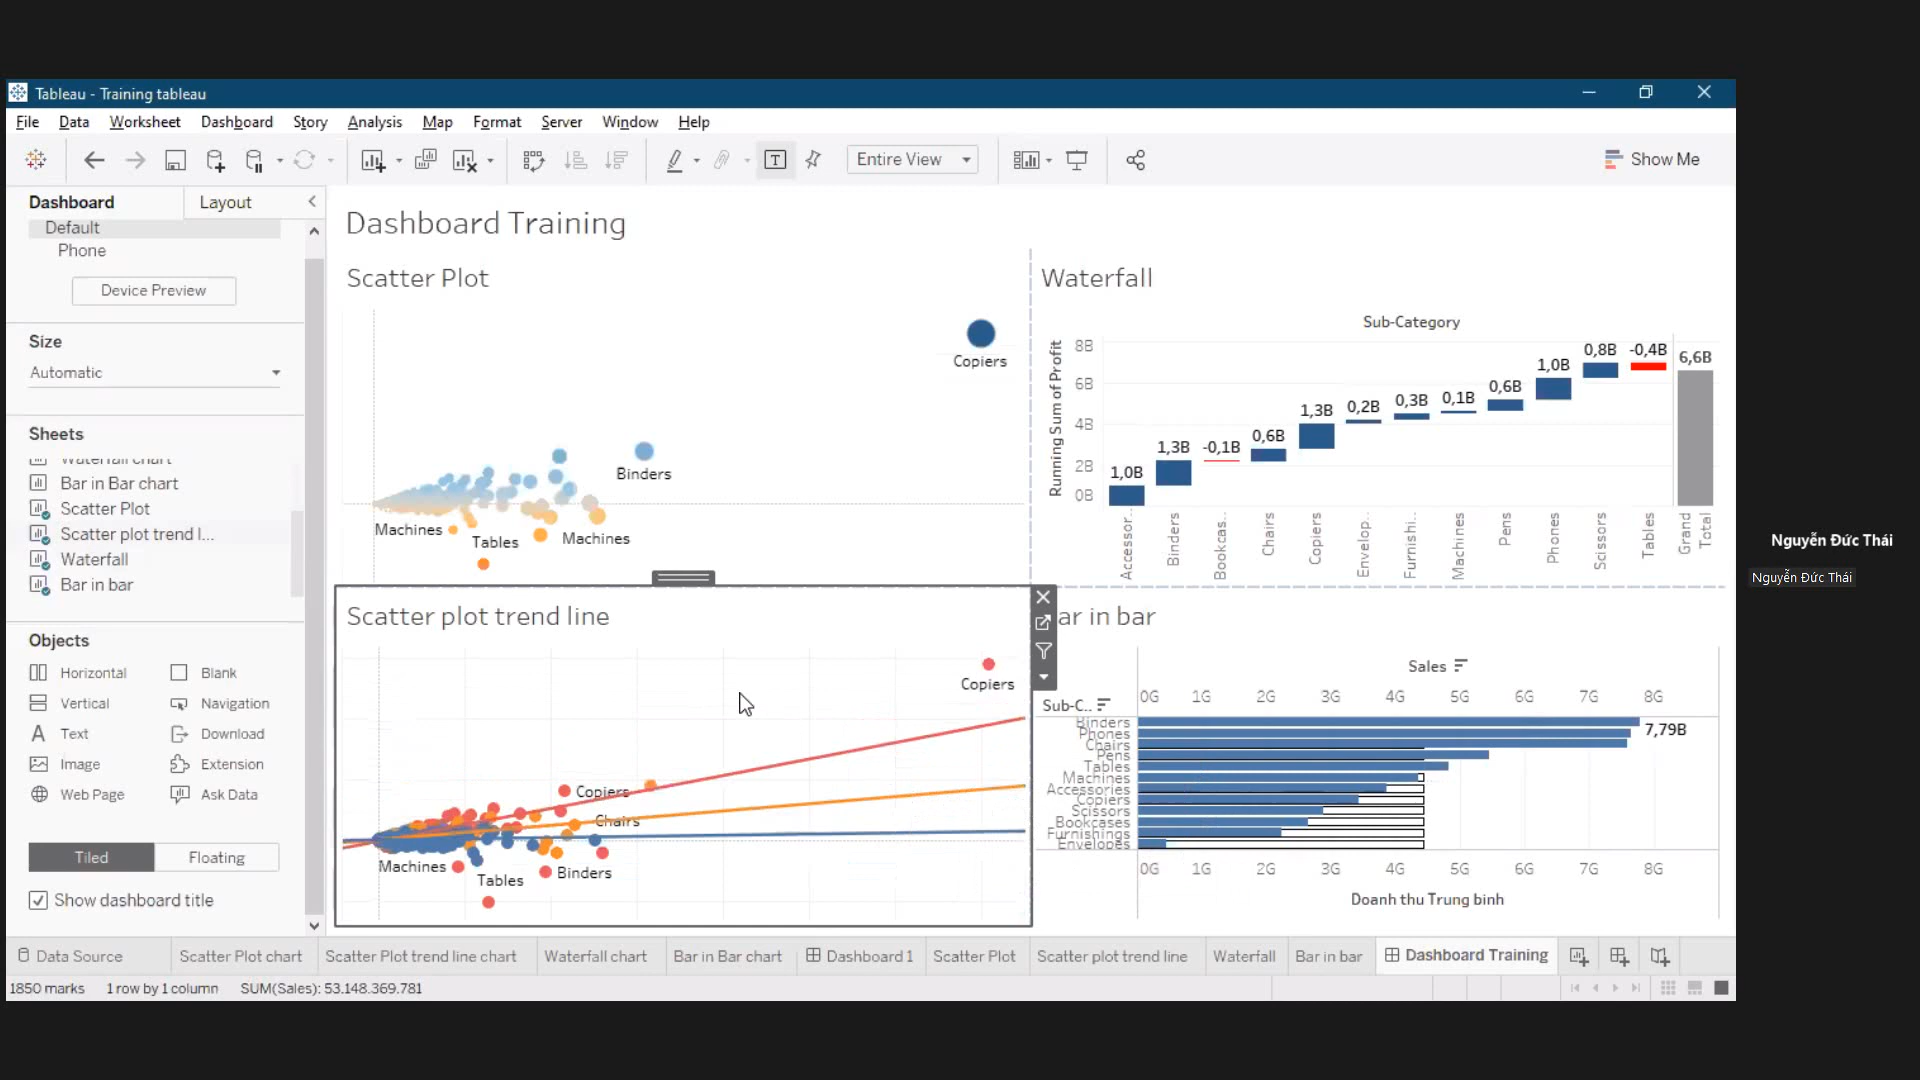 Tableau - Training tableau
File Data Worksheet Dashboard Story Analysis Map Format Server Window Help
T Entire View Show Me
Dashboard Layout
Default
Phone
Device Preview
Size
Automatic
Sheets
Waterfall chart
Bar in Bar chart
Scatter Plot
Scatter plot trend l...
Waterfall
Bar in bar
Objects
Horizontal Blank
Vertical Navigation
A Text Download
Image Extension
Web Page Ask Data
Tiled Floating
Show dashboard title
Dashboard Training
Scatter Plot
Copiers
Binders
Machines
Tables
Machines
Waterfall
Sub-Category
Running Sum of Profit
8B
6B
4B
2B
0B
1,0B 1,3B -0,1B 0,6B 1,3B 0,2B 0,3B 0,1B 0,6B 1,0B 0,8B -0,4B 6,6B
Accessor..
Binders
Bookcas..
Chairs
Copiers
Envelop..
Furnishi..
Machines
Pens
Phones
Scissors
Tables
Grand Total
Scatter plot trend line
Copiers
Copiers
Chairs
Machines
Tables
Binders
ar in bar
Sales
Sub-C..
0G 1G 2G 3G 4G 5G 6G 7G 8G
Binders
Phones 7,79B
Chairs
Pens
Tables
Machines
Accessories
Copiers
Scissors
Bookcases
Furnishings
Envelopes
0G 1G 2G 3G 4G 5G 6G 7G 8G
Doanh thu Trung binh
Nguyễn Đức Thái
Nguyễn Đức Thái
Data Source Scatter Plot chart Scatter Plot trend line chart Waterfall chart Bar in Bar chart Dashboard 1 Scatter Plot Scatter plot trend line Waterfall Bar in bar Dashboard Training
1850 marks 1 row by 1 column SUM(Sales): 53.148.369.781